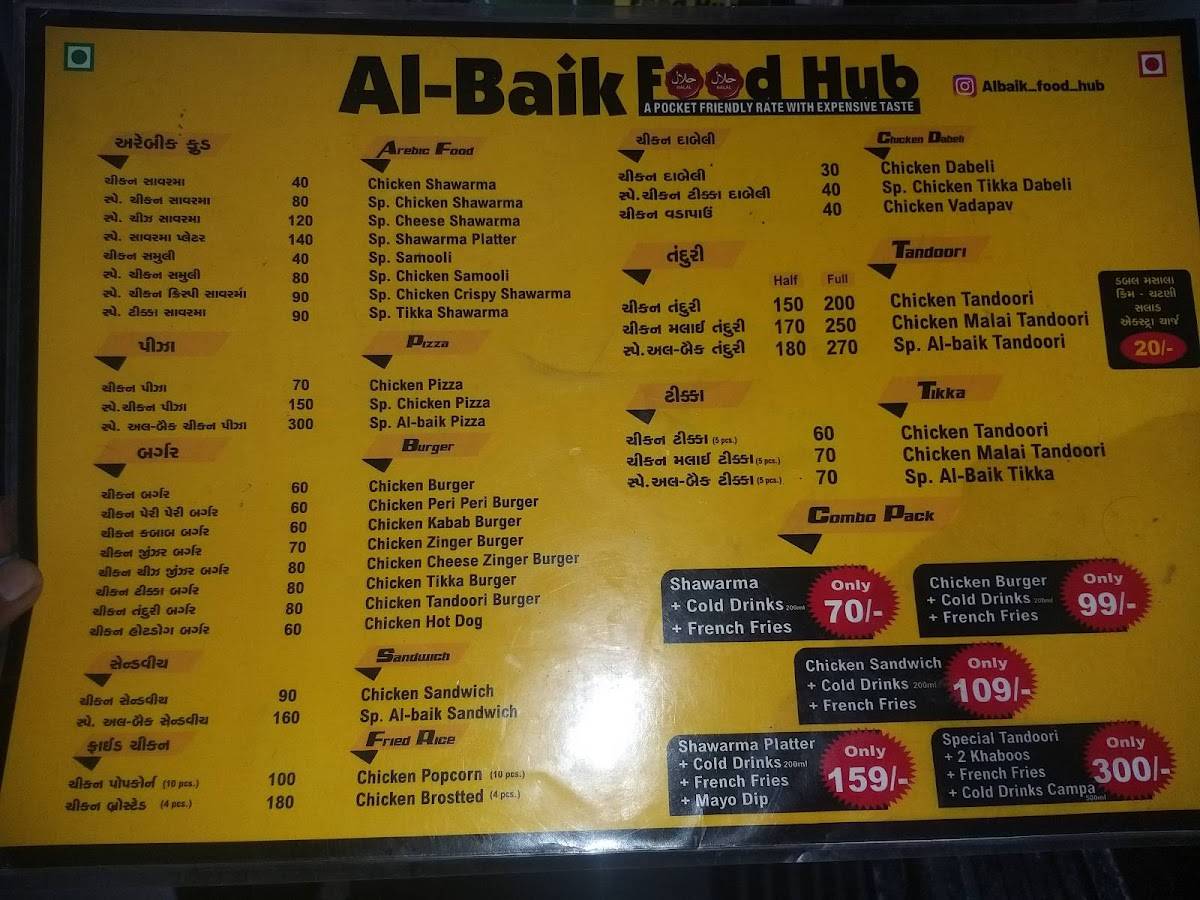 Al-Baik Food Hub
A POCKET FRIENDLY RATE WITH EXPENSIVE TASTE
Albaik_food_hub
અરેબીક ફુડ Arebic Food
ચીકન સાવરમા 40 Chicken Shawarma
સ્પે. ચીકન સાવરમા 80 Sp. Chicken Shawarma
સ્પે. ચીઝ સાવરમા 120 Sp. Cheese Shawarma
સ્પે. સાવરમા પ્લેટર 140 Sp. Shawarma Platter
ચીકન સમુલી 40 Sp. Samooli
સ્પે. ચીકન સમુલી 80 Sp. Chicken Samooli
સ્પે. ચીકન ક્રિસ્પી સાવરમાં 90 Sp. Chicken Crispy Shawarma
સ્પે. ટીક્કા સાવરમા 90 Sp. Tikka Shawarma
પીઝા Pizza
ચીકન પીઝા 70 Chicken Pizza
સ્પે.ચીકન પીઝા 150 Sp. Chicken Pizza
સ્પે. અલ-બૈક ચીકન પીઝા 300 Sp. Al-baik Pizza
બર્ગર Burger
ચીકન બર્ગર 60 Chicken Burger
ચીકન પેરી પેરી બર્ગર 60 Chicken Peri Peri Burger
ચીકન કબાબ બર્ગર 60 Chicken Kabab Burger
ચીકન જીંઝર બર્ગર 70 Chicken Zinger Burger
ચીકન ચીઝ જીંઝર બર્ગર 80 Chicken Cheese Zinger Burger
ચીકન ટીક્કા બર્ગર 80 Chicken Tikka Burger
ચીકન તંદુરી બર્ગર 80 Chicken Tandoori Burger
ચીકન હોટડોગ બર્ગર 60 Chicken Hot Dog
સેન્ડવીચ Sandwich
ચીકન સેન્ડવીચ 90 Chicken Sandwich
સ્પે. અલ-બૈક સેન્ડવીચ 160 Sp. Al-baik Sandwich
ફ્રાઈડ ચીકન Fried Rice
ચીકન પોપકોર્ન (10 pcs.) 100 Chicken Popcorn (10 pcs.)
ચીકન બ્રોસ્ટેડ (4 pcs.) 180 Chicken Brostted (4 pcs.)
ચીકન દાબેલી Chicken Dabeli
ચીકન દાબેલી 30 Chicken Dabeli
સ્પે.ચીકન ટીક્કા દાબેલી 40 Sp. Chicken Tikka Dabeli
ચીકન વડાપાઉં 40 Chicken Vadapav
તંદુરી Tandoori
Half Full
ચીકન તંદુરી 150 200 Chicken Tandoori
ચીકન મલાઈ તંદુરી 170 250 Chicken Malai Tandoori
સ્પે.અલ-બૈક તંદુરી 180 270 Sp. Al-baik Tandoori
ડબલ મસાલા
ક્રિમ - ચટણી
સલાડ
એકસ્ટ્રા ચાર્જ
20/-
ટીક્કા Tikka
ચીકન ટીક્કા (5 pcs.) 60 Chicken Tandoori
ચીકન મલાઈ ટીક્કા (5 pcs.) 70 Chicken Malai Tandoori
સ્પે.અલ-બૈક ટીક્કા (5 pcs.) 70 Sp. Al-Baik Tikka
Combo Pack
Shawarma
+ Cold Drinks 200ml
+ French Fries
Only
70/-
Chicken Burger
+ Cold Drinks 200ml
+ French Fries
Only
99/-
Chicken Sandwich
+ Cold Drinks 200ml
+ French Fries
Only
109/-
Shawarma Platter
+ Cold Drinks 200ml
+ French Fries
+ Mayo Dip
Only
159/-
Special Tandoori
+ 2 Khaboos
+ French Fries
+ Cold Drinks Campa 500ml
Only
300/-